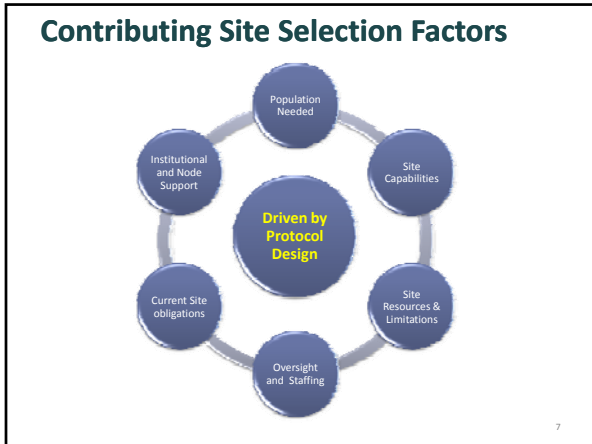 Contributing Site Selection Factors
Population
Needed
Site
Capabilities
Site
Resources &
Limitations
Oversight
and Staffing
Current Site
obligations
Institutional
and Node
Support
Driven by
Protocol
Design
7